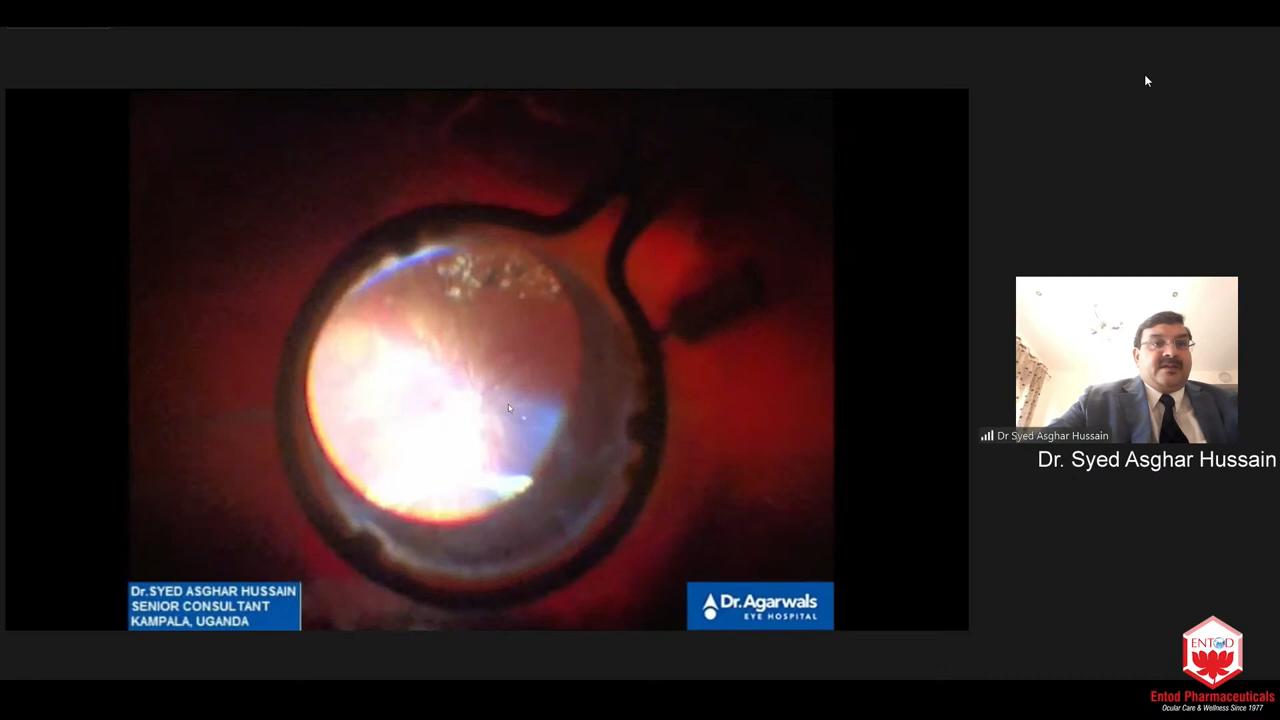 Dr.SYED ASGHAR HUSSAIN
SENIOR CONSULTANT
KAMPALA, UGANDA
Dr.Agarwals
EYE HOSPITAL
Dr Syed Asghar Hussain
Dr. Syed Asghar Hussain
ENTOD
Entod Pharmaceuticals
Ocular Care & Wellness Since 1977